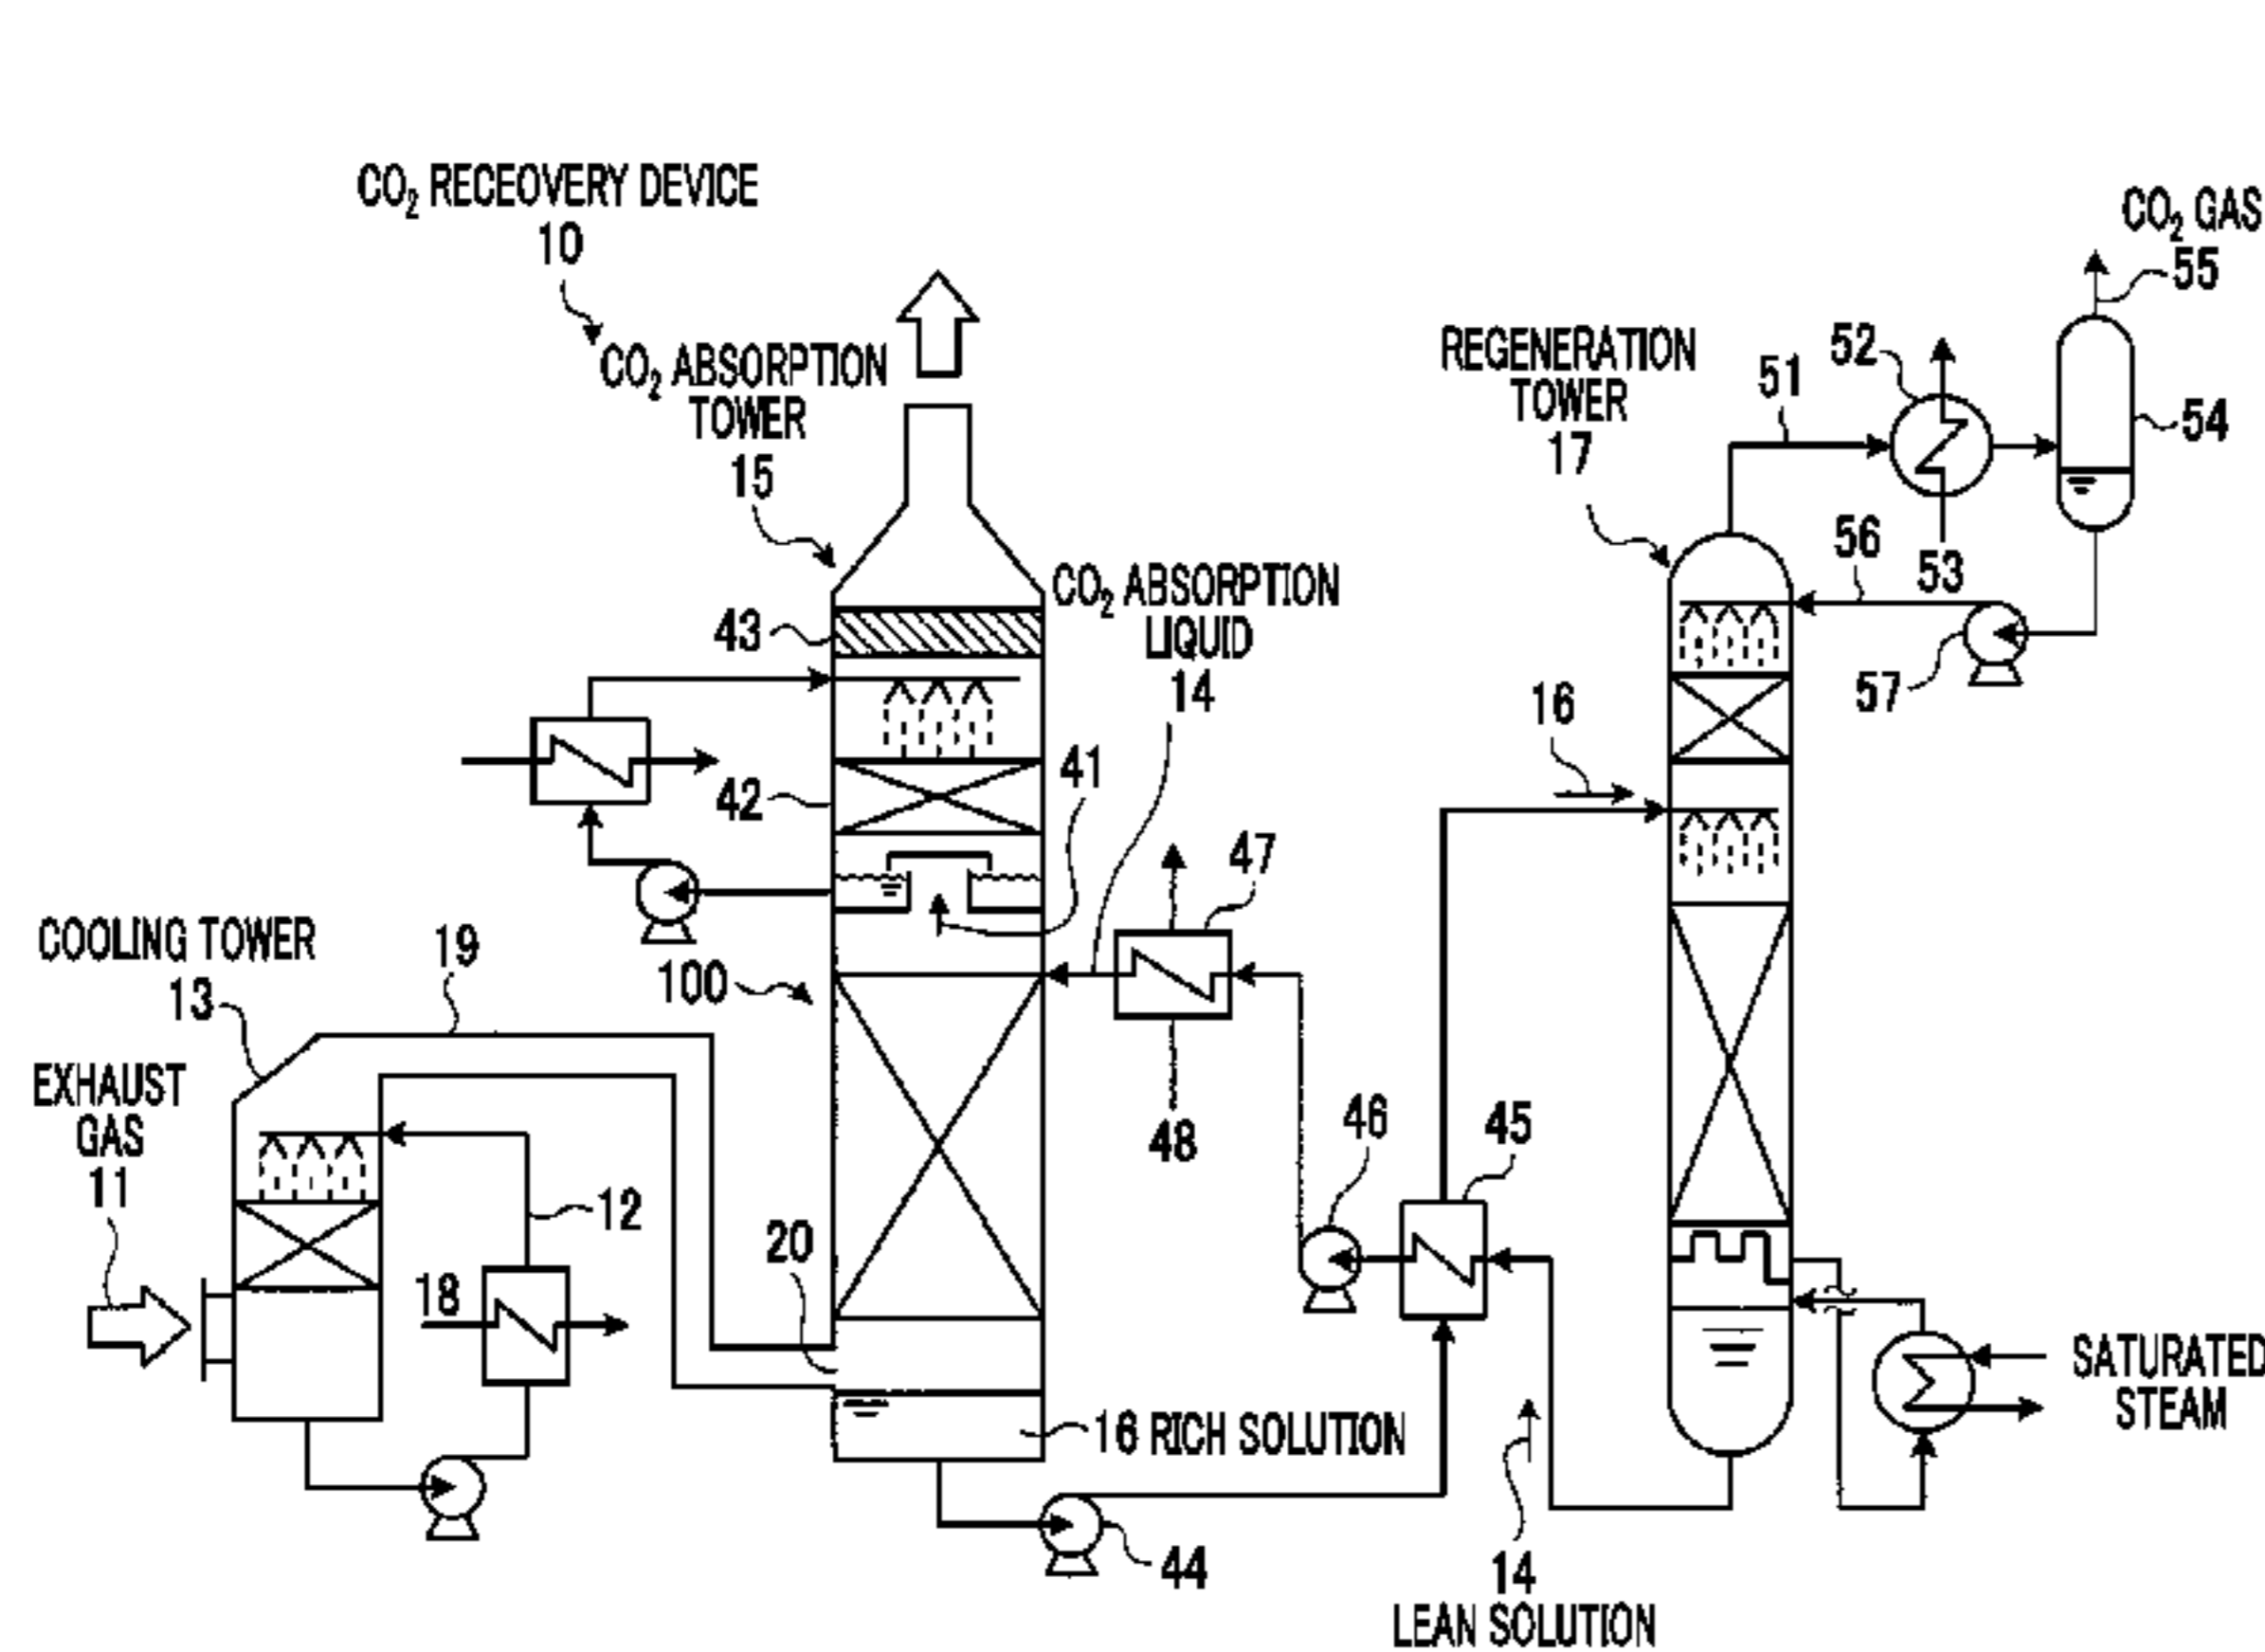 CO₂ RECEOVERY DEVICE
10
CO₂ GAS
55
CO₂ ABSORPTION
TOWER
15
REGENERATION
TOWER
17
51
52
54
53
56
57
CO₂ ABSORPTION
LIQUID
14
43
42
41
16
47
48
100
COOLING TOWER
13
19
EXHAUST
GAS
11
12
18
20
46
45
SATURATED
STEAM
16 RICH SOLUTION
44
14
LEAN SOLUTION